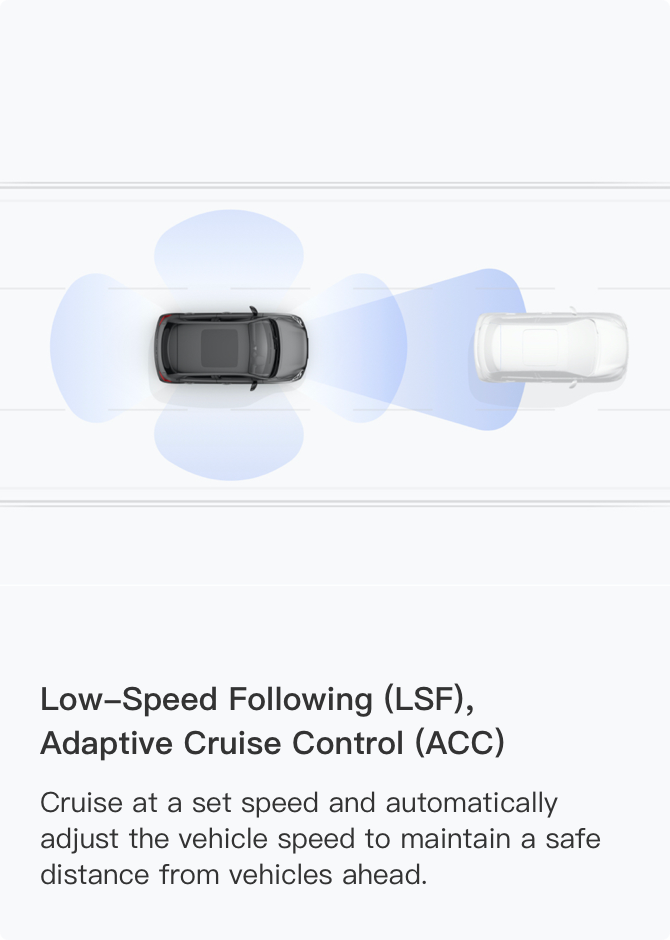 Low–Speed Following (LSF),
Adaptive Cruise Control (ACC)
Cruise at a set speed and automatically
adjust the vehicle speed to maintain a safe
distance from vehicles ahead.